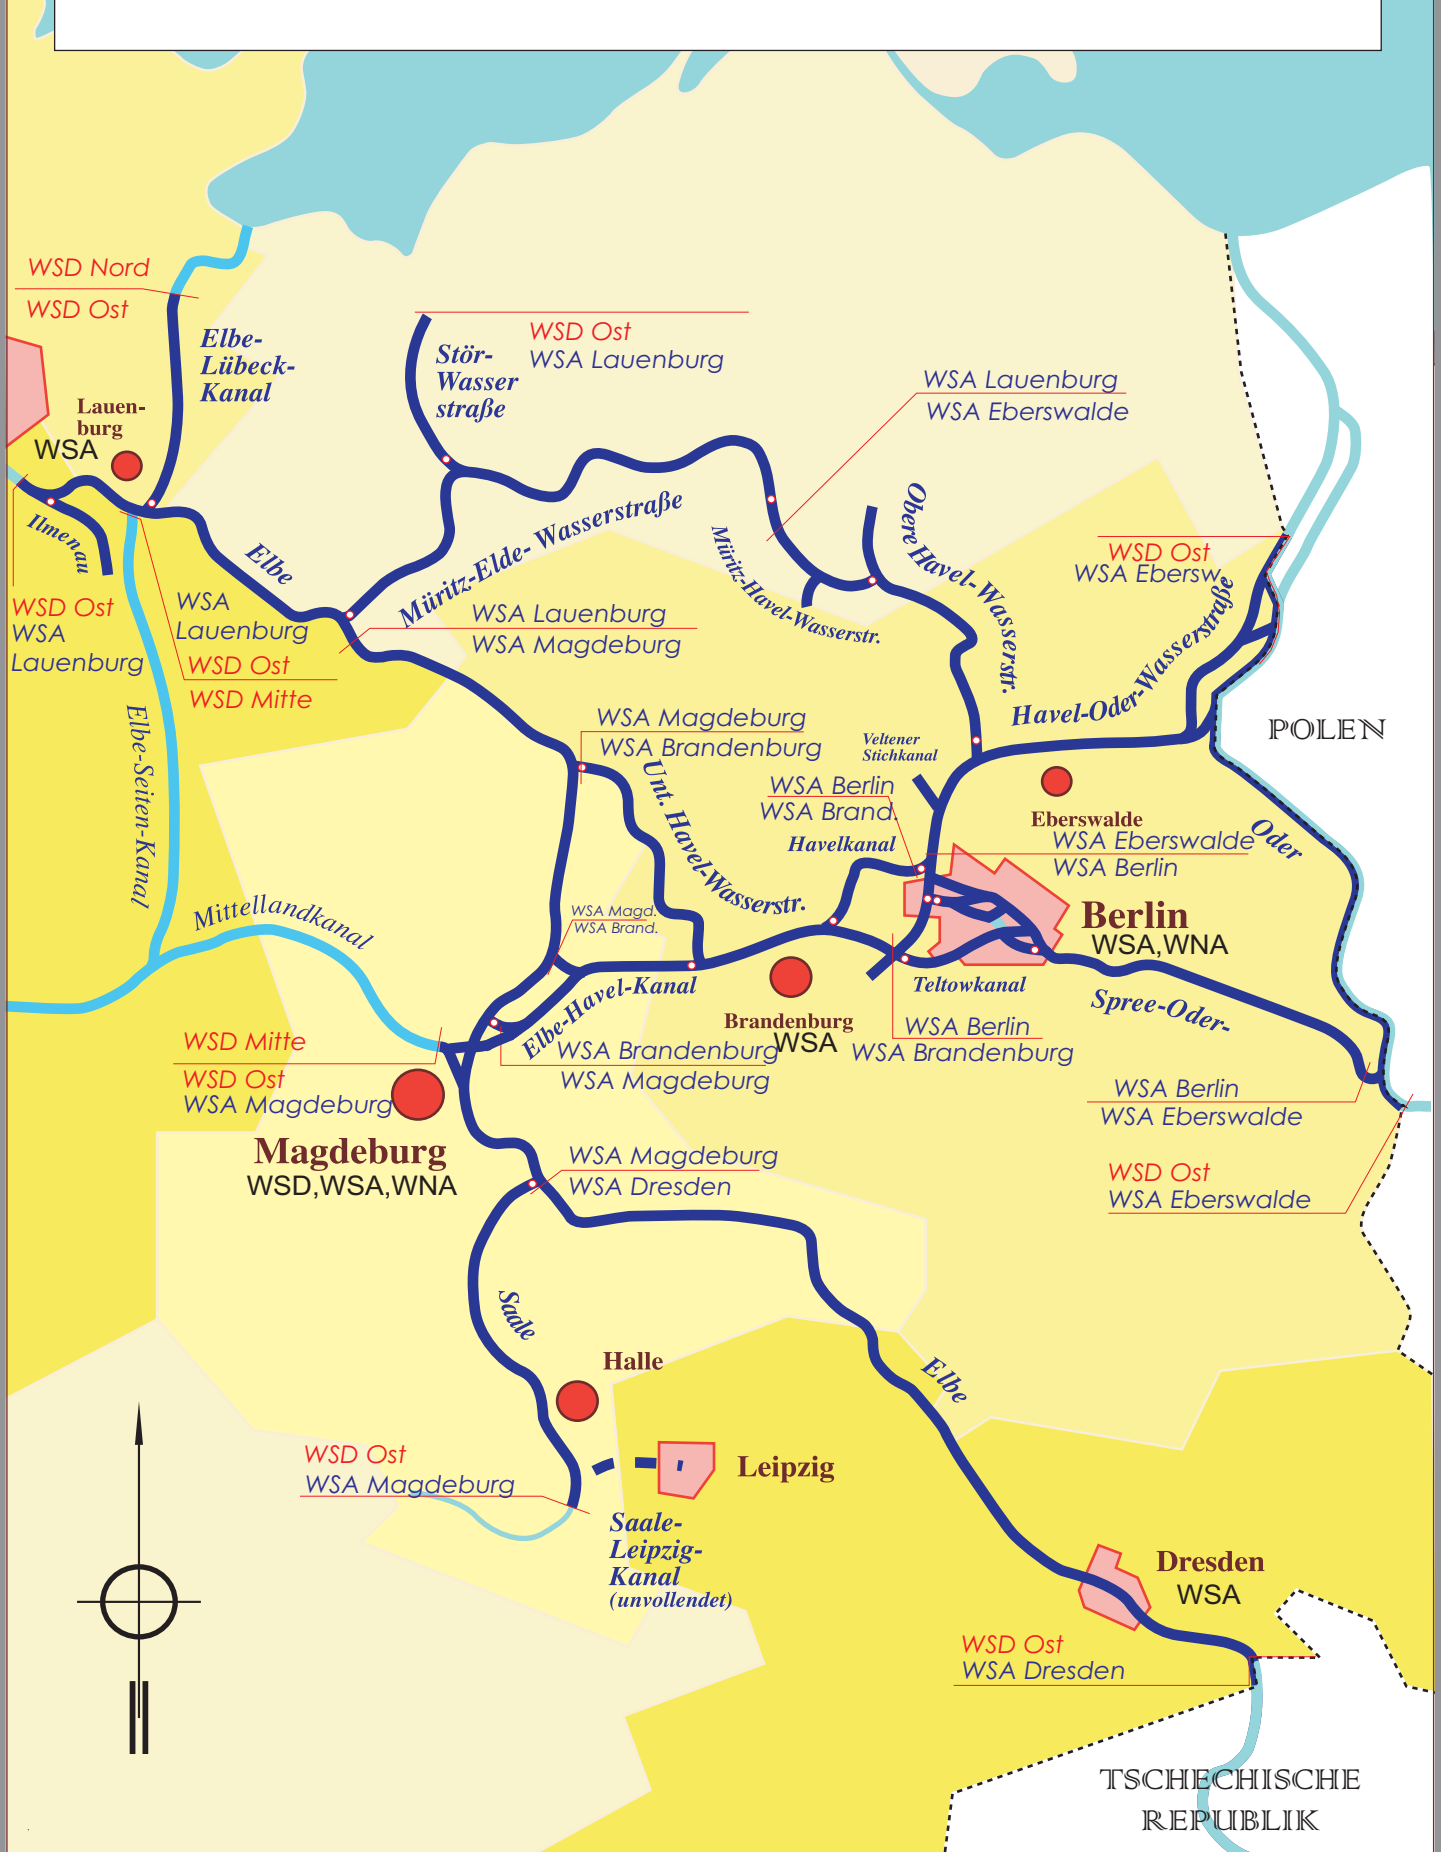 WSD Nord
WSD Ost
Elbe-
Lübeck-
Kanal
Lauen-
burg
WSA
Stör-
Wasser
straße
WSD Ost
WSA Lauenburg
WSA Lauenburg
WSA Eberswalde
Ilmenau
Elbe
Müritz-Elde- Wasserstraße
Müritz-Havel-Wasserstr.
Obere Havel-Wasserstr.
WSD Ost
WSA Ebersw.
WSD Ost
WSA
Lauenburg
WSA
Lauenburg
WSD Ost
WSD Mitte
WSA Lauenburg
WSA Magdeburg
Elbe-Seiten-Kanal
Havel-Oder-Wasserstraße
POLEN
WSA Magdeburg
WSA Brandenburg
Unt. Havel-Wasserstr.
Veltener
Stichkanal
WSA Berlin
WSA Brand.
Havelkanal
Eberswalde
WSA Eberswalde
WSA Berlin
Oder
Mittellandkanal
WSA Magd.
WSA Brand.
Berlin
WSA,WNA
Elbe-Havel-Kanal
Teltowkanal
Spree-Oder-
Brandenburg
WSA
WSA Berlin
WSA Brandenburg
WSD Mitte
WSD Ost
WSA Magdeburg
WSA Brandenburg
WSA Magdeburg
WSA Berlin
WSA Eberswalde
Magdeburg
WSD,WSA,WNA
WSA Magdeburg
WSA Dresden
WSD Ost
WSA Eberswalde
Saale
Halle
Elbe
WSD Ost
WSA Magdeburg
Leipzig
Saale-
Leipzig-
Kanal
(unvollendet)
Dresden
WSA
WSD Ost
WSA Dresden
TSCHECHISCHE
REPUBLIK